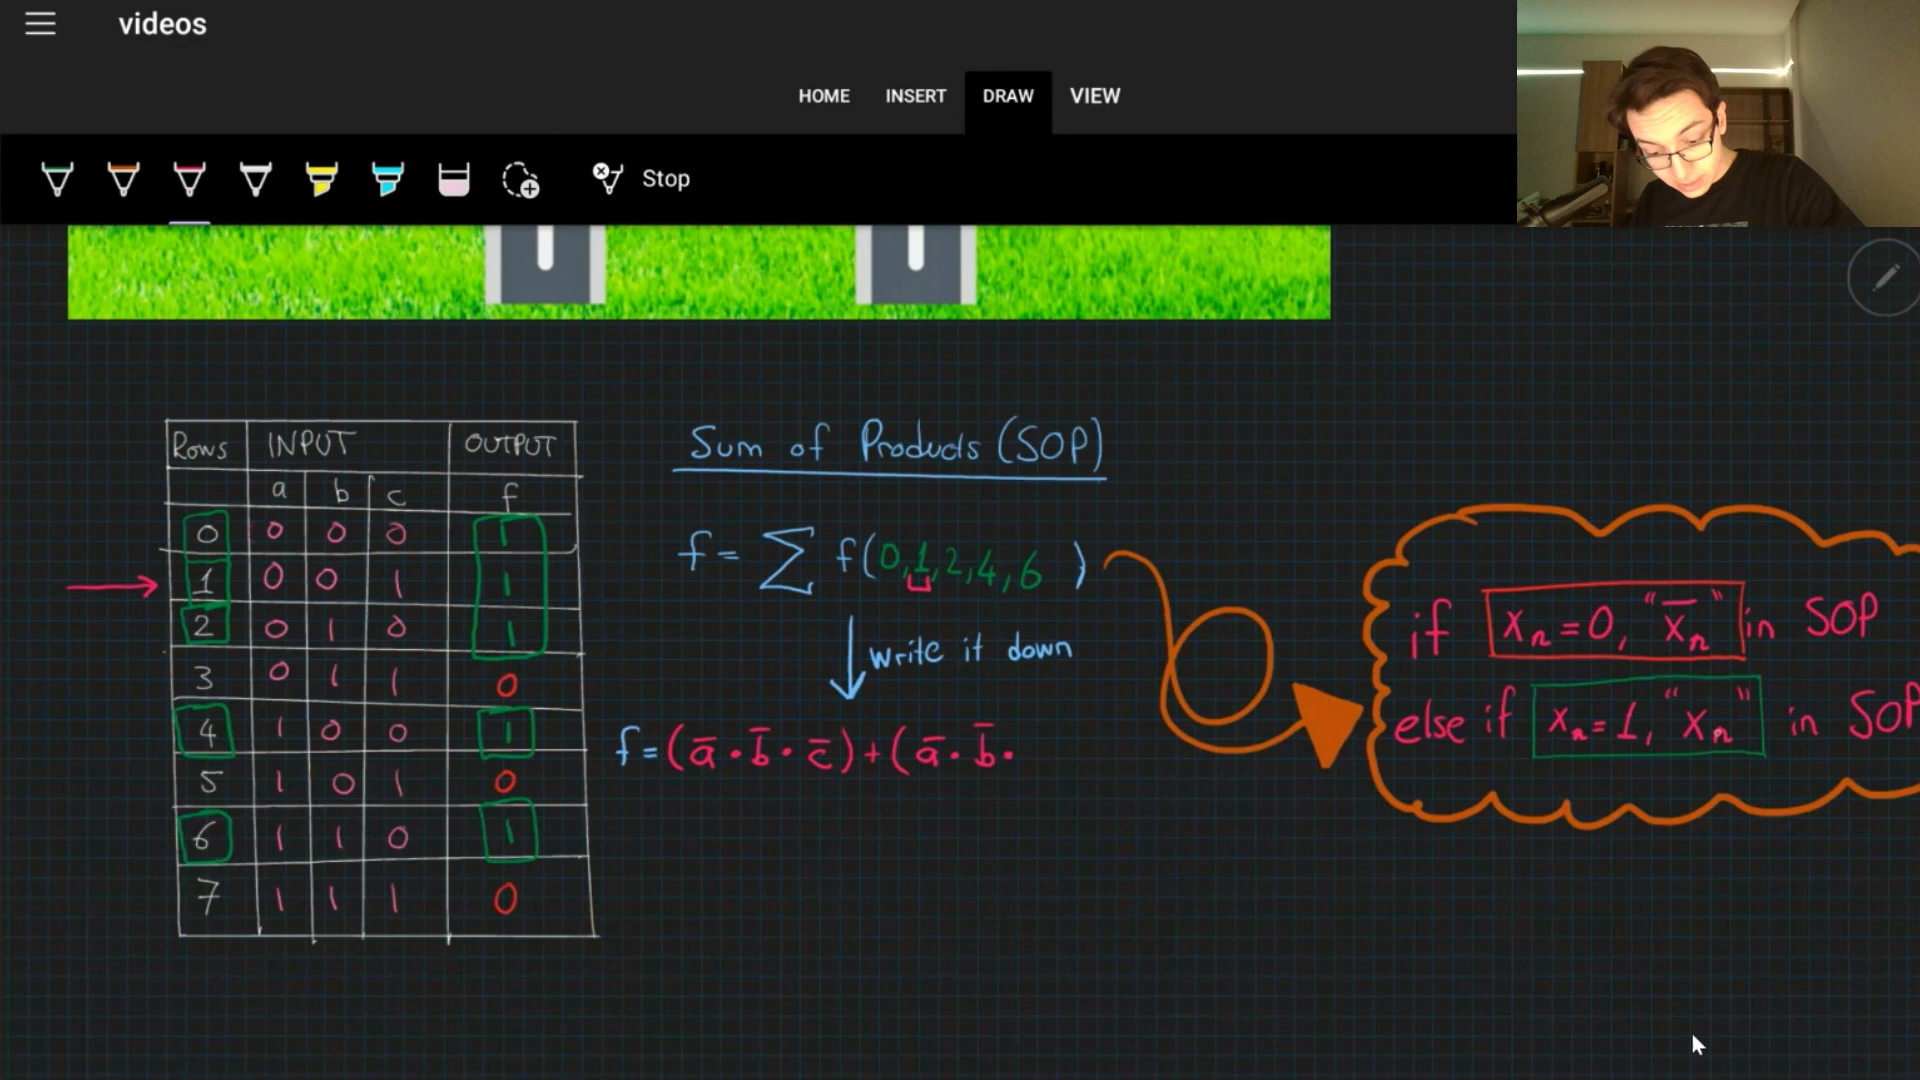 videos
HOME INSERT DRAW VIEW
Stop
Rows INPUT OUTPUT
a b c f
0 0 0 0 1
1 0 0 1 1
2 0 1 0 1
3 0 1 1 0
4 1 0 0 1
5 1 0 1 0
6 1 1 0 1
7 1 1 1 0
Sum of Products (SOP)
f = ∑ f(0,1,2,4,6 )
write it down
f = (a̅ · b̅ · c̅) + (a̅ · b̅ ·
if xₙ = 0, "x̅ₙ" in SOP
else if xₙ = 1, "xₙ" in SOP